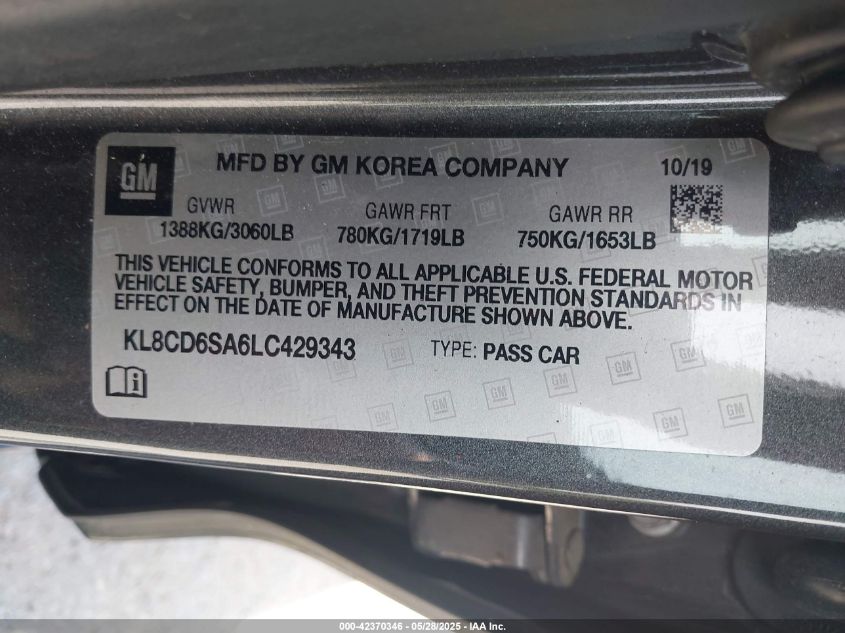 GM MFD BY GM KOREA COMPANY 10/19
GVWR GAWR FRT GAWR RR
1388KG/3060LB 780KG/1719LB 750KG/1653LB
THIS VEHICLE CONFORMS TO ALL APPLICABLE U.S. FEDERAL MOTOR
VEHICLE SAFETY, BUMPER, AND THEFT PREVENTION STANDARDS IN
EFFECT ON THE DATE OF MANUFACTURE SHOWN ABOVE.
KL8CD6SA6LC429343 TYPE: PASS CAR
000-42370346 - 05/28/2025 - IAA Inc.